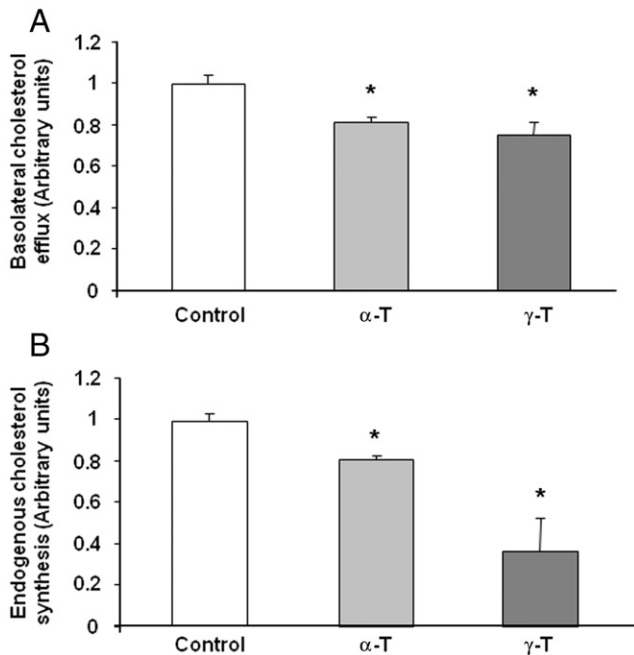 A
Basolateral cholesterol
efflux (Arbitrary units)
1.2
1
0.8
0.6
0.4
0.2
0
*
*
Control
α-T
γ-T
B
Endogenous cholesterol
synthesis (Arbitrary units)
1.2
1
0.8
0.6
0.4
0.2
0
*
*
Control
α-T
γ-T